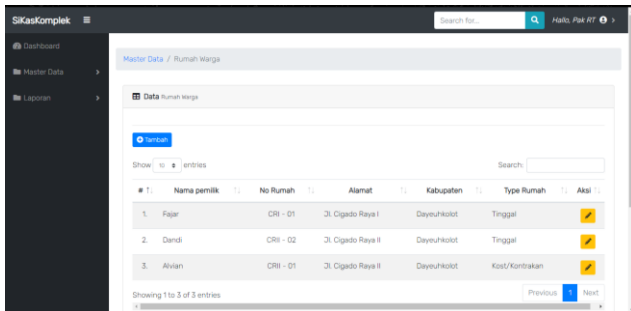 SiKasKomplek
Search for...
Hallo, Pak RT
Dashboard
Master Data
Laporan
Master Data / Rumah Warga
Data Rumah Warga
Tambah
Show 10 entries
Search:
# Nama pemilik No Rumah Alamat Kabupaten Type Rumah Aksi
1. Fajar CRI - 01 Jl. Cigado Raya I Dayeuhkolot Tinggal
2. Dandi CRII - 02 Jl. Cigado Raya II Dayeuhkolot Tinggal
3. Alvian CRII - 01 Jl. Cigado Raya II Dayeuhkolot Kost/Kontrakan
Showing 1 to 3 of 3 entries
Previous 1 Next